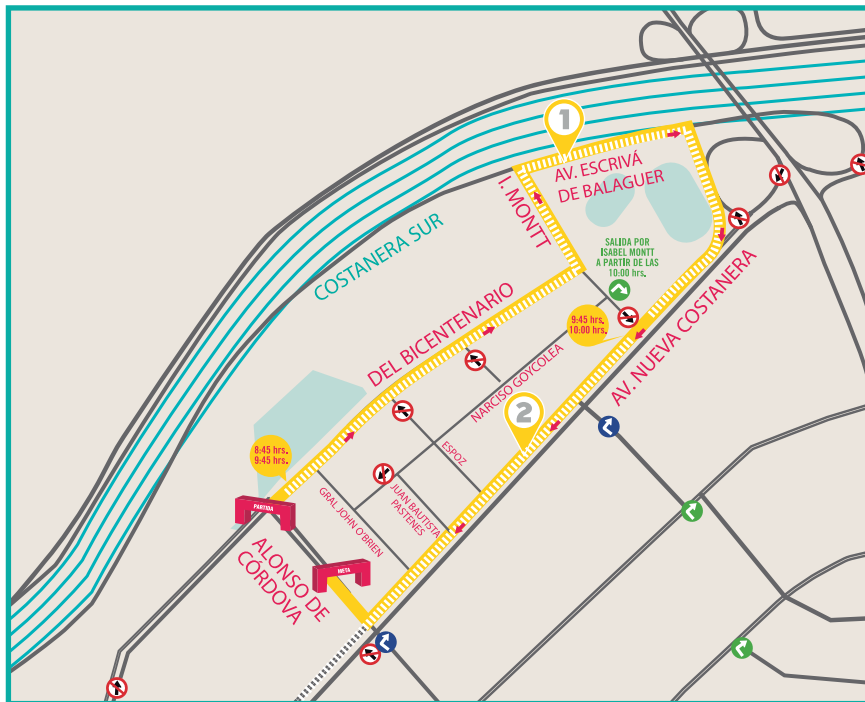 1
AV. ESCRIVÁ
DE BALAGUER
I. MONTT
COSTANERA SUR
SALIDA POR
ISABEL MONTT
A PARTIR DE LAS
10:00 hrs.
9:45 hrs.
10:00 hrs.
AV. NUEVA COSTANERA
DEL BICENTENARIO
NARCISO GOYCOLEA
2
ESPOZ
8:45 hrs.
9:45 hrs.
JUAN BAUTISTA
PASTENES
GRAL JOHN O'BRIEN
PARTIDA
META
ALONSO DE
CÓRDOVA